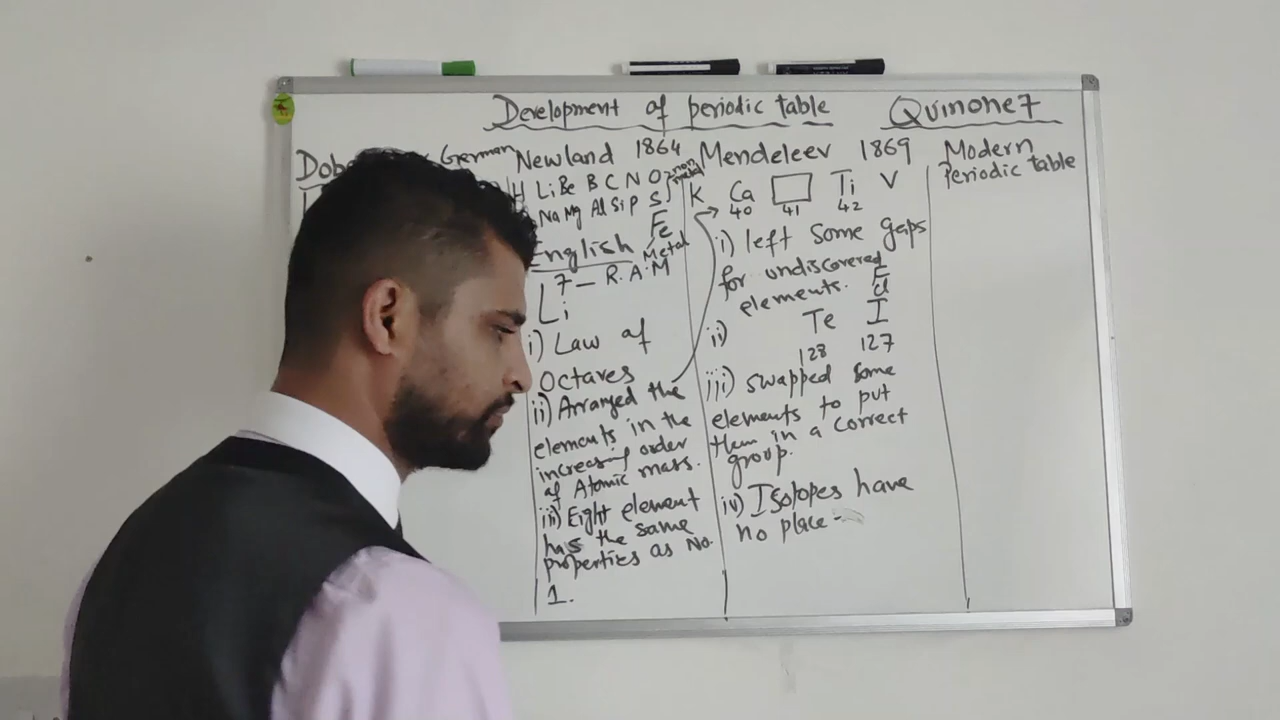 Development of periodic table
Quinone7
German
Newland 1864
H Li Be B C N O
non metal
Na Mg Al Si P S
Fe
Metal
English
7 - R.A.M
Li
i) Law of
Octaves
ii) Arranged the
elements in the
increasing order
of Atomic mass.
iii) Eight element
has the same
properties as No.
1.
Mendeleev 1869
K Ca Ti V
40 41 42
i) left some gaps
for undiscovered
elements.
F
Cl
ii) Te I
128 127
iii) swapped some
elements to put
them in a correct
group.
iv) Isotopes have
no place -
Modern
Periodic table